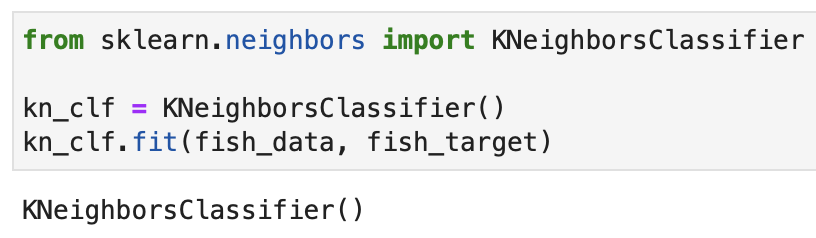 from sklearn.neighbors import KNeighborsClassifier
kn_clf = KNeighborsClassifier()
kn_clf.fit(fish_data, fish_target)
KNeighborsClassifier()